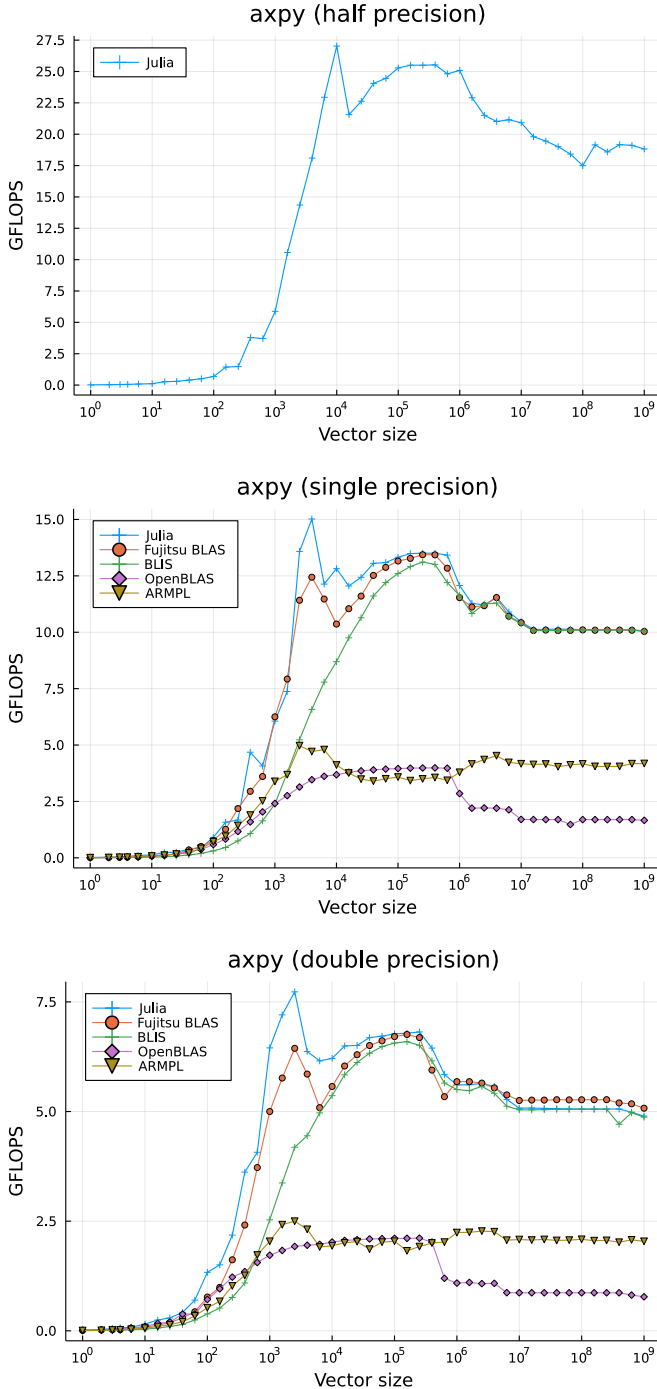 axpy (half precision)
27.5
25.0
22.5
20.0
17.5
15.0
12.5
10.0
7.5
5.0
2.5
0.0
GFLOPS
Julia
10⁰ 10¹ 10² 10³ 10⁴ 10⁵ 10⁶ 10⁷ 10⁸ 10⁹
Vector size
axpy (single precision)
15.0
12.5
10.0
7.5
5.0
2.5
0.0
GFLOPS
Julia
Fujitsu BLAS
BLIS
OpenBLAS
ARMPL
10⁰ 10¹ 10² 10³ 10⁴ 10⁵ 10⁶ 10⁷ 10⁸ 10⁹
Vector size
axpy (double precision)
7.5
5.0
2.5
0.0
GFLOPS
Julia
Fujitsu BLAS
BLIS
OpenBLAS
ARMPL
10⁰ 10¹ 10² 10³ 10⁴ 10⁵ 10⁶ 10⁷ 10⁸ 10⁹
Vector size